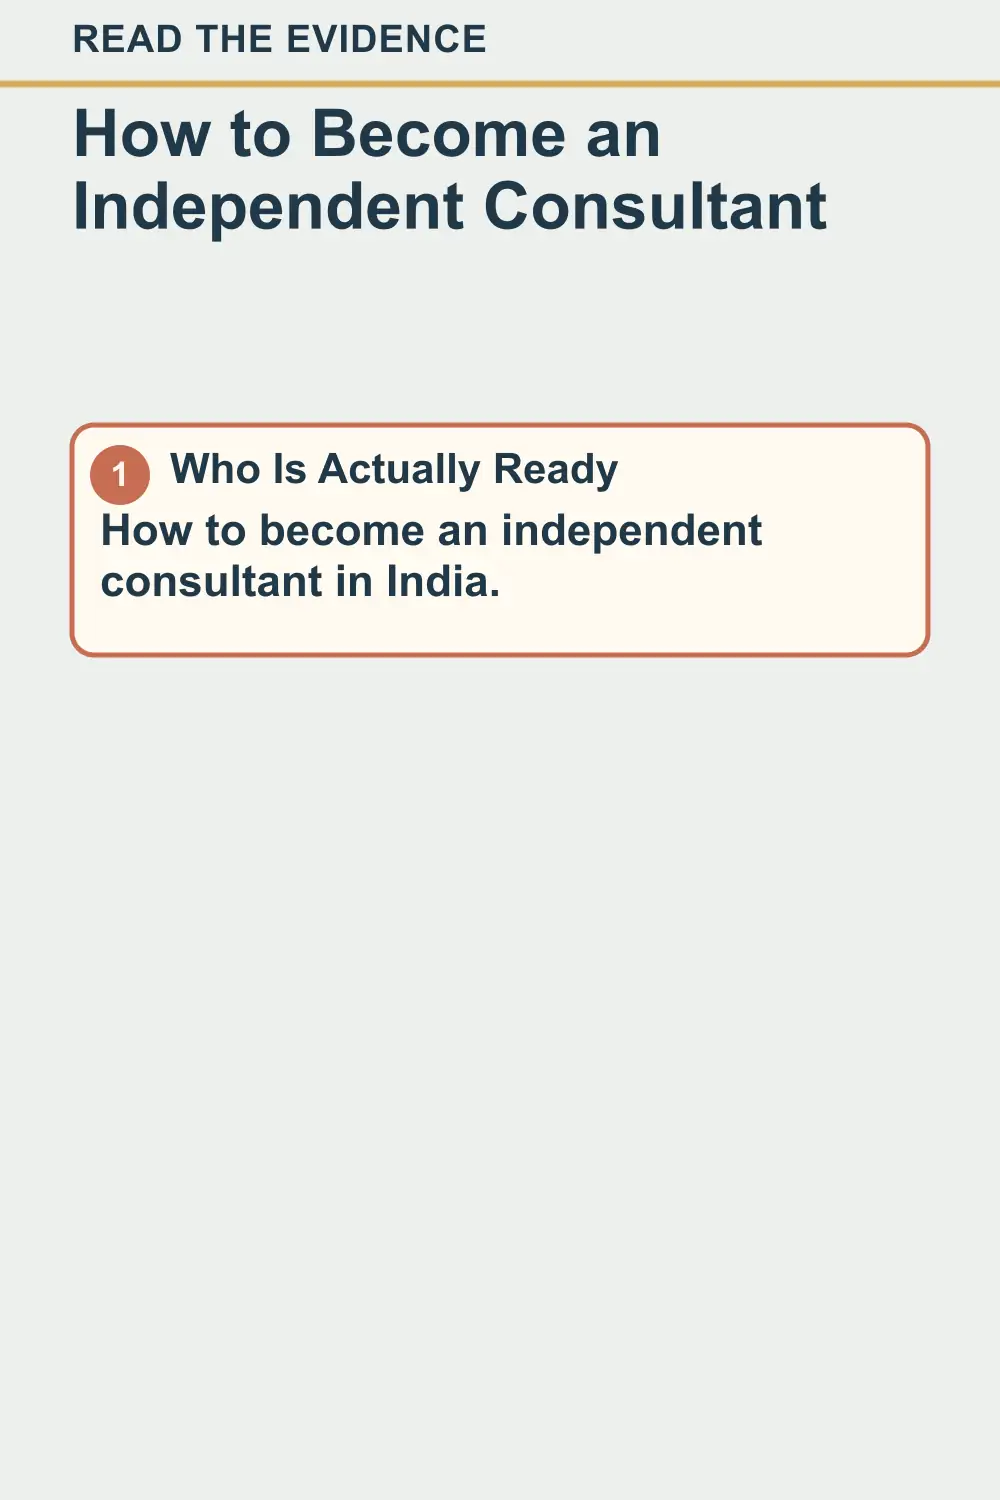 READ THE EVIDENCE
How to Become an
Independent Consultant
1 Who Is Actually Ready
How to become an independent
consultant in India.